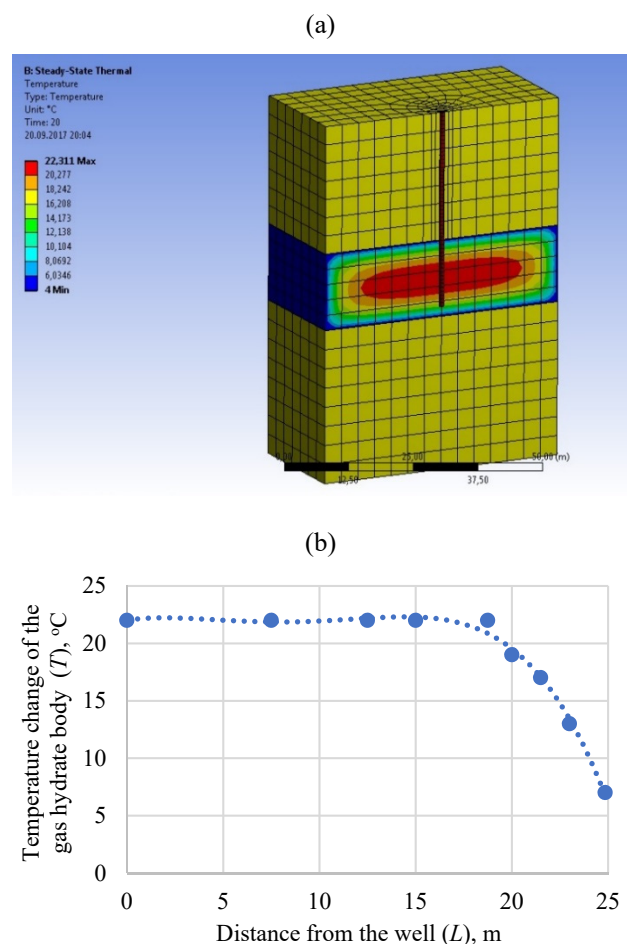 (a)
B: Steady-State Thermal
Temperature
Type: Temperature
Unit: °C
Time: 20
20.09.2017 20:04
22,311 Max
20,277
18,242
16,208
14,173
12,138
10,104
8,0692
6,0346
4 Min
0,00 25,00 50,00 (m)
12,50 37,50
(b)
Temperature change of the
gas hydrate body (T), °C
25
20
15
10
5
0
0 5 10 15 20 25
Distance from the well (L), m